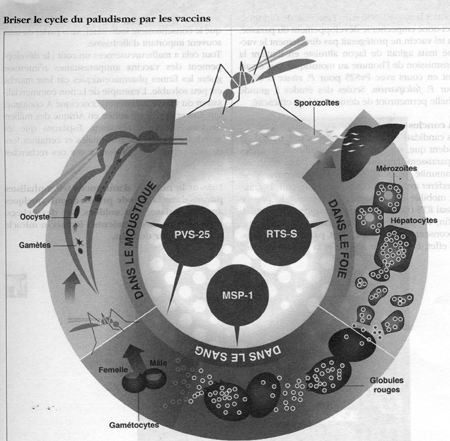 Briser le cycle du paludisme par les vaccins
Sporozoïtes
Mérozoïtes
Hépatocytes
Oocyste
Gamètes
DANS LE MOUSTIQUE
PVS-25
RTS-S
DANS LE FOIE
MSP-1
DANS LE SANG
Femelle
Mâle
Globules
rouges
Gamétocytes